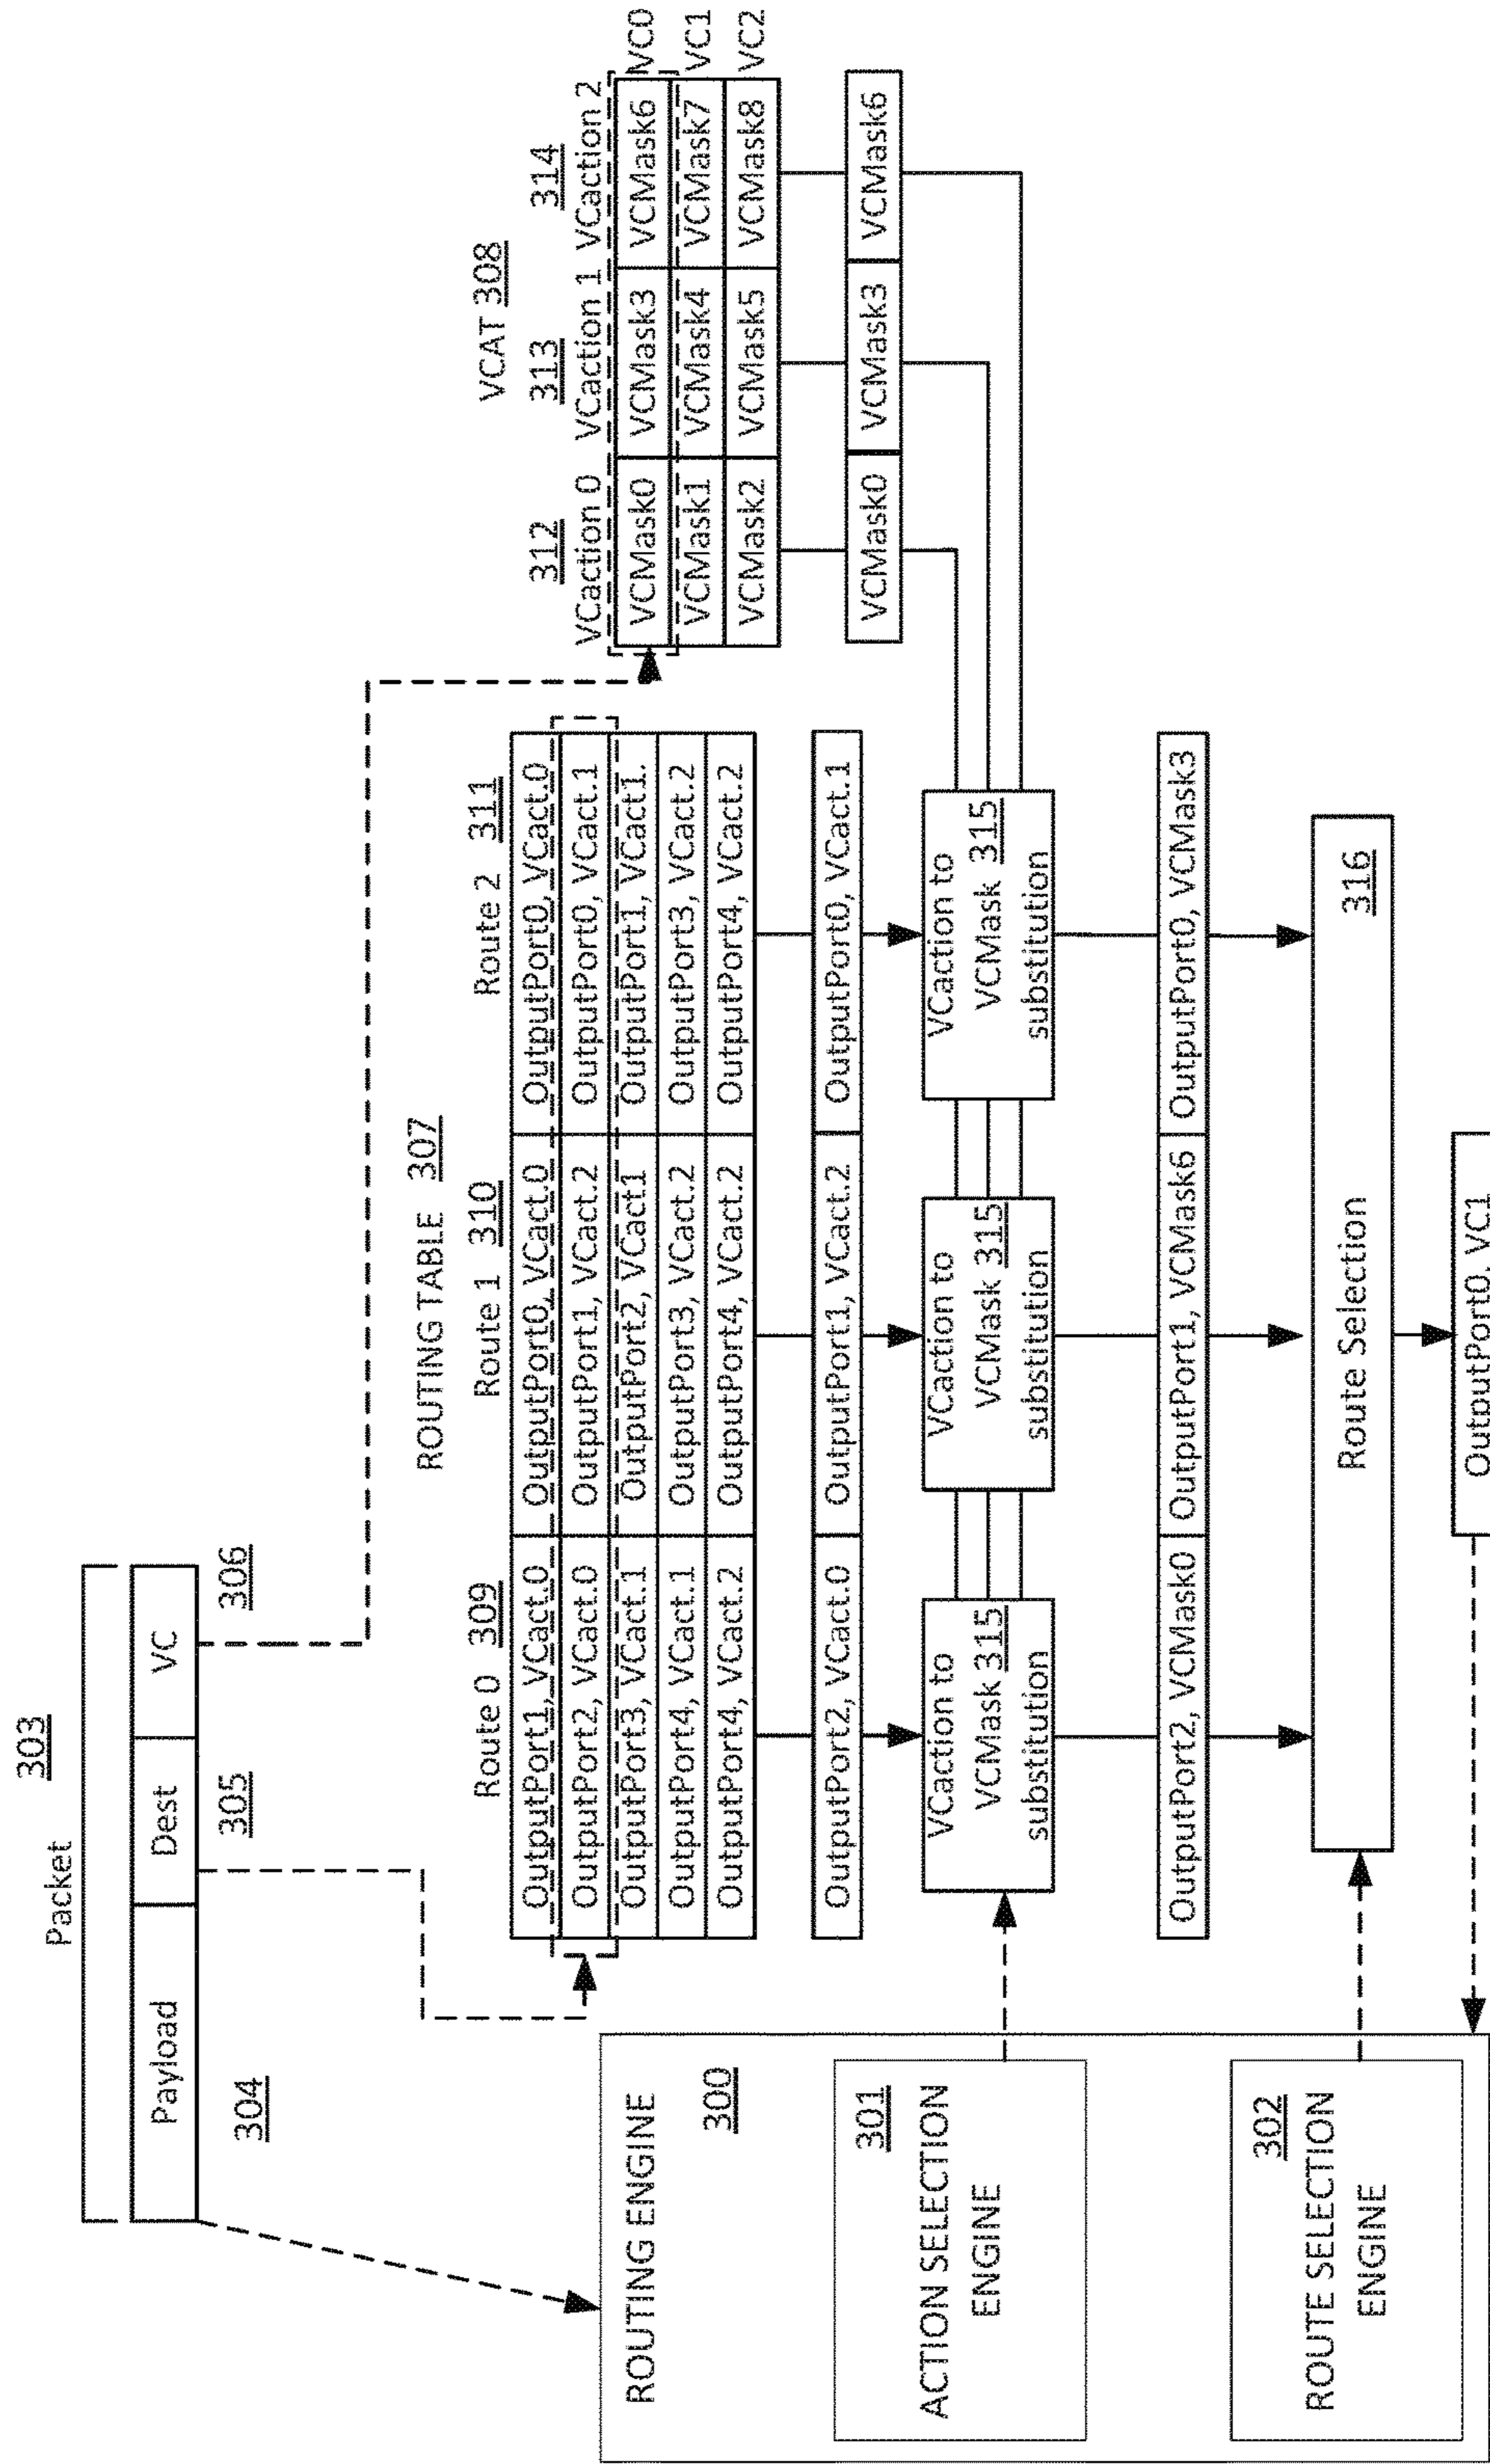 Packet 303
Payload Dest VC
304 305 306
ROUTING TABLE 307
Route 0 309 Route 1 310 Route 2 311
OutputPort1, VCact.0 OutputPort0, VCact.0 OutputPort0, VCact.0
OutputPort2, VCact.0 OutputPort1, VCact.2 OutputPort0, VCact.1
OutputPort3, VCact.1 OutputPort2, VCact1 OutputPort1, VCact1.
OutputPort4, VCact.1 OutputPort3, VCact.2 OutputPort3, VCact.2
OutputPort4, VCact.2 OutputPort4, VCact.2 OutputPort4, VCact.2
VCAT 308
312 313 314
VCaction 0 VCaction 1 VCaction 2
VCMask0 VCMask3 VCMask6 VC0
VCMask1 VCMask4 VCMask7 VC1
VCMask2 VCMask5 VCMask8 VC2
VCMask0 VCMask3 VCMask6
OutputPort2, VCact.0 OutputPort1, VCact.2 OutputPort0, VCact.1
VCaction to
VCMask 315
substitution
VCaction to
VCMask 315
substitution
VCaction to
VCMask 315
substitution
OutputPort2, VCMask0 OutputPort1, VCMask6 OutputPort0, VCMask3
Route Selection 316
OutputPort0, VC1
ROUTING ENGINE
300
301
ACTION SELECTION
ENGINE
302
ROUTE SELECTION
ENGINE